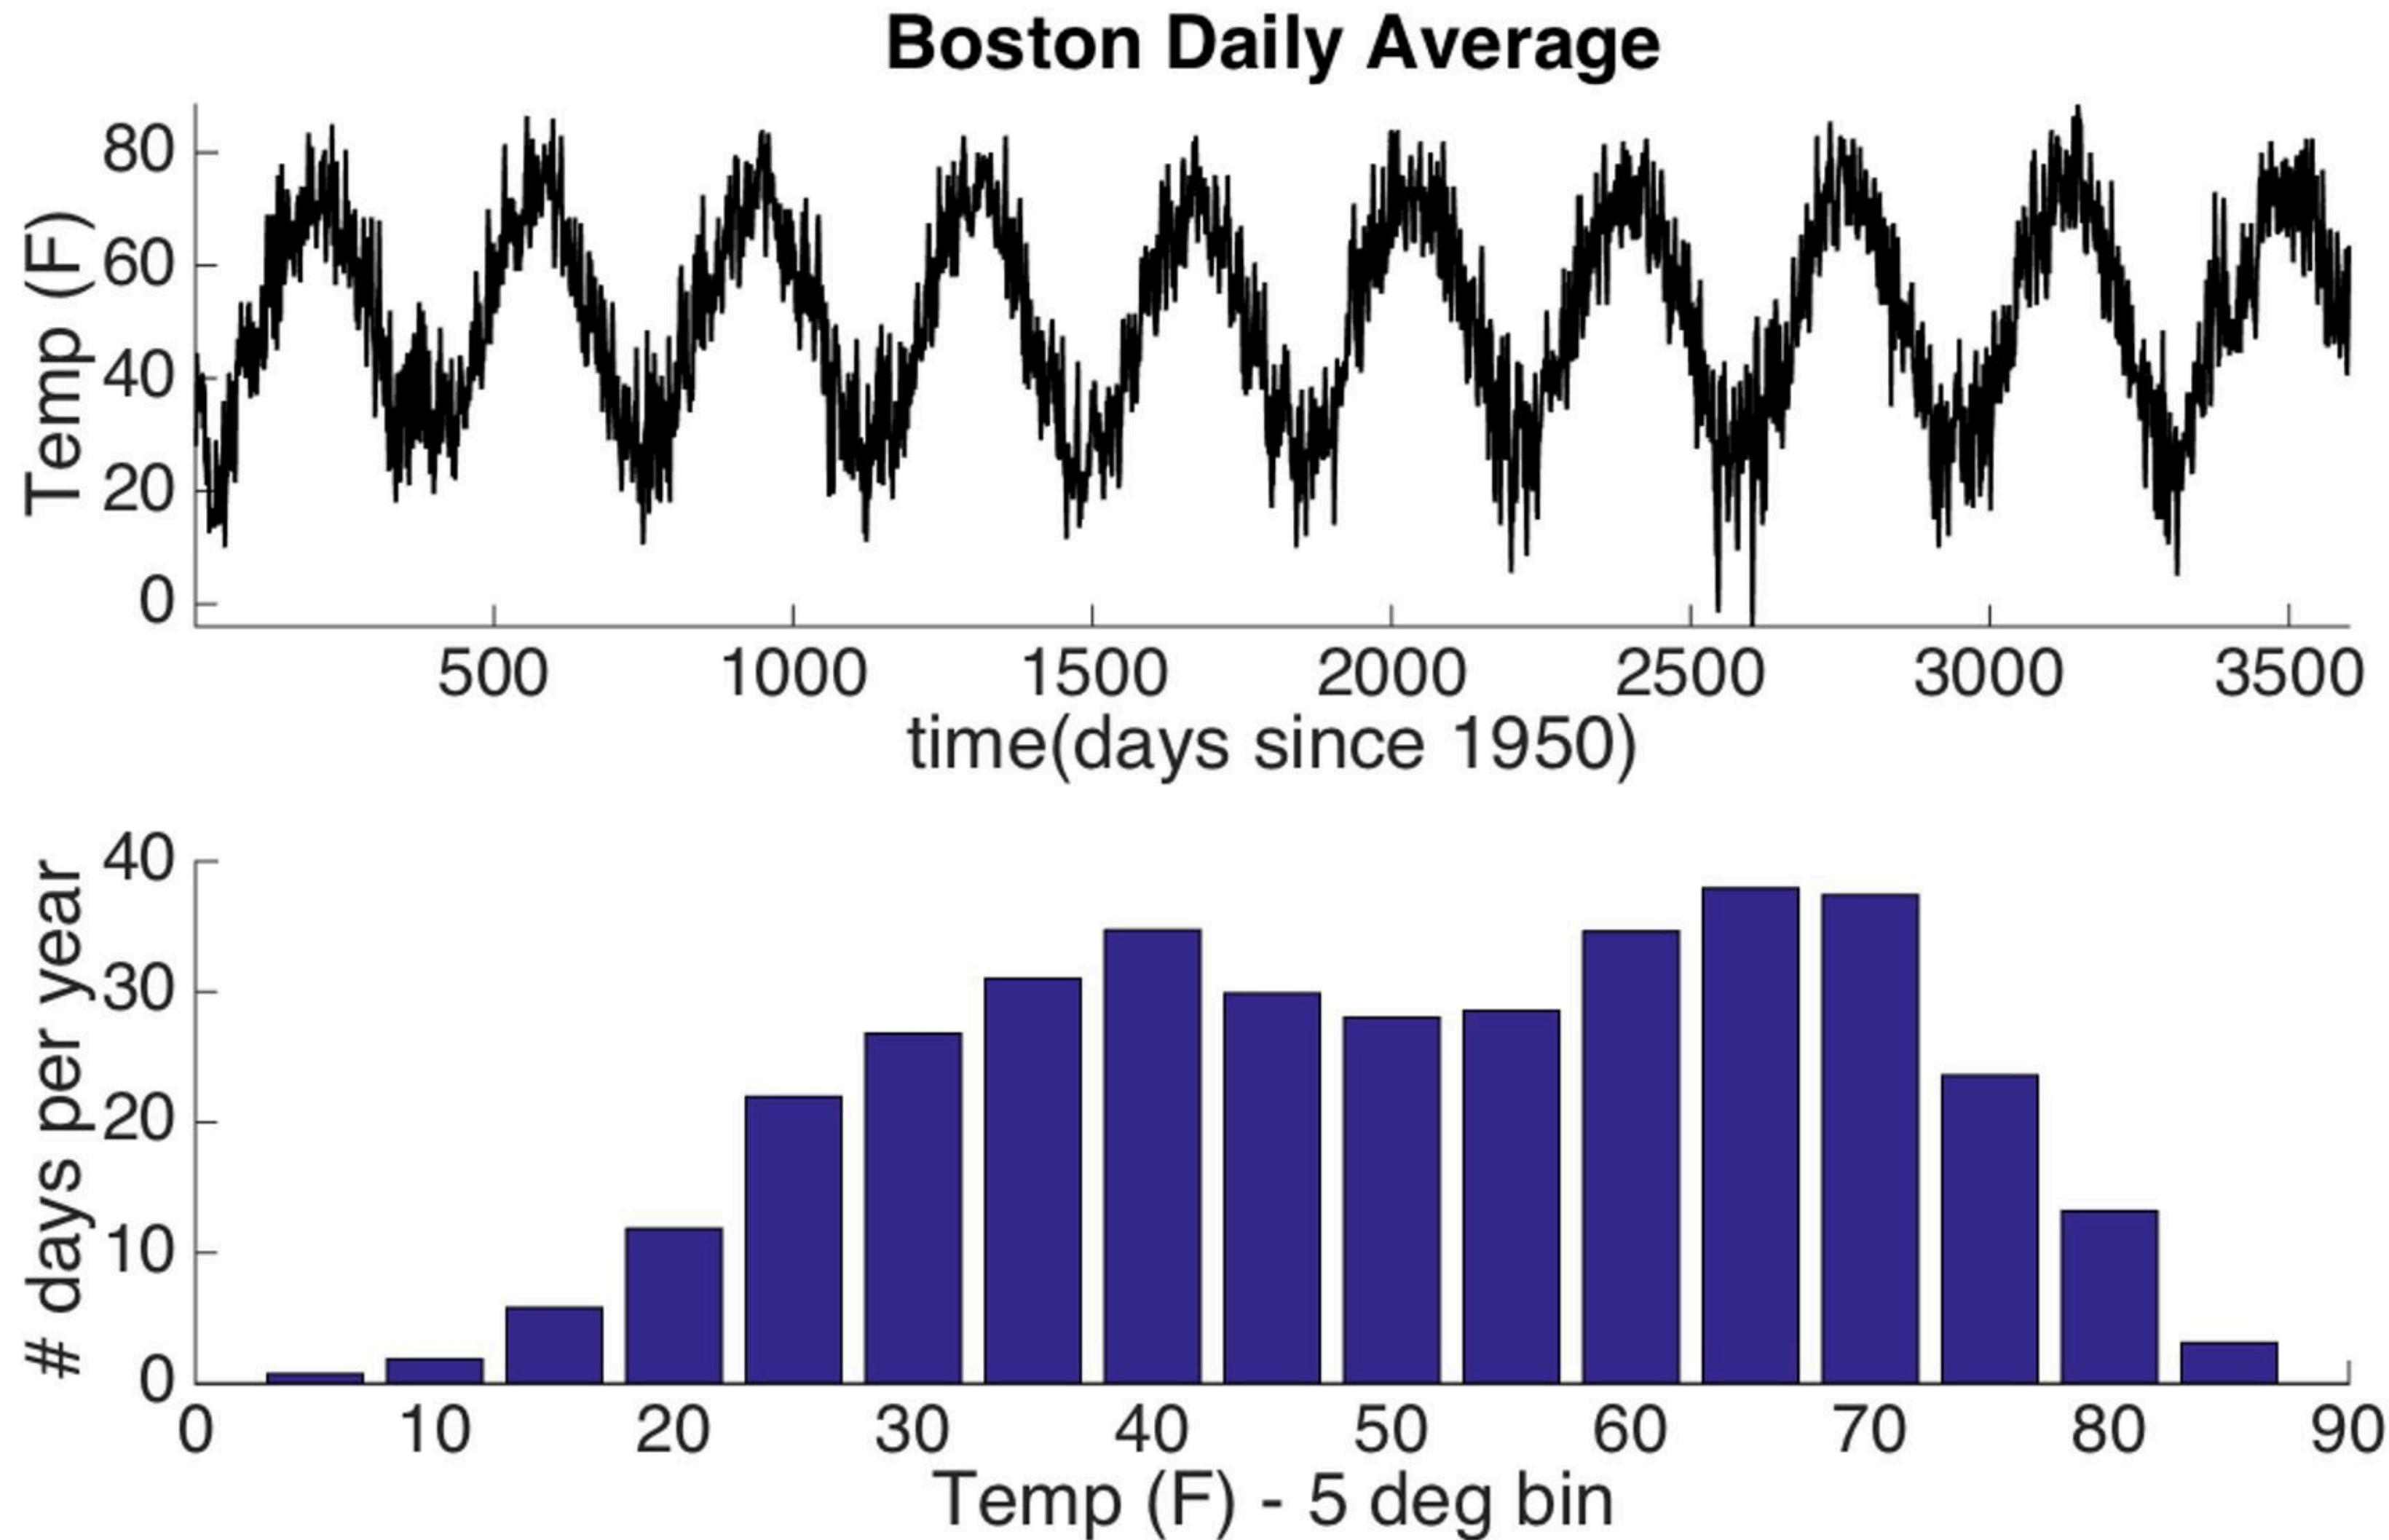 Boston Daily Average
Temp (F)
80
60
40
20
0
500 1000 1500 2000 2500 3000 3500
time(days since 1950)
# days per year
40
30
20
10
0
0 10 20 30 40 50 60 70 80 90
Temp (F) - 5 deg bin